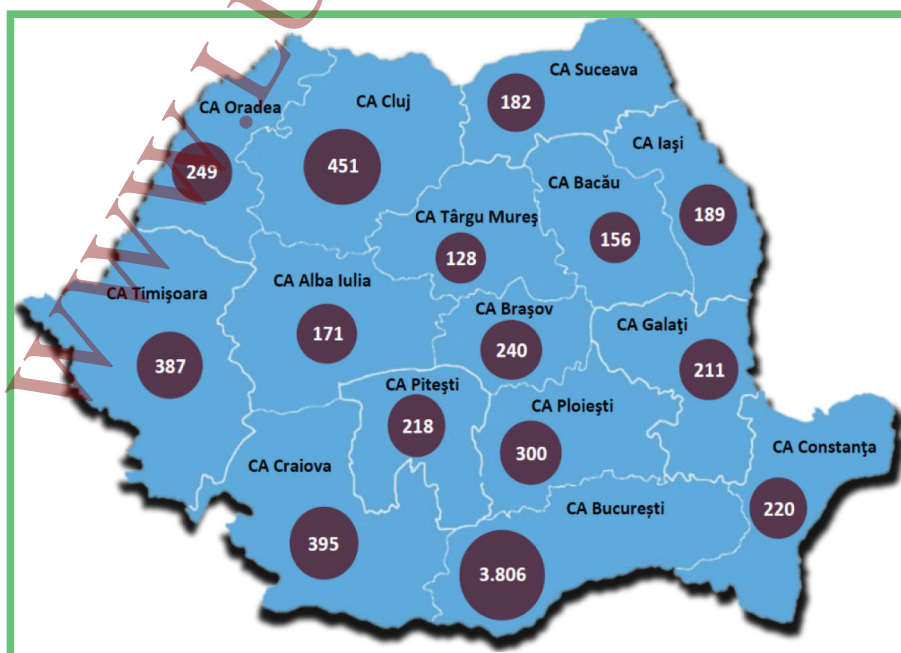 CA Suceava
182
CA Oradea
249
CA Cluj
451
CA Iaşi
189
CA Bacău
156
CA Târgu Mureş
128
CA Timişoara
387
CA Alba Iulia
171
CA Braşov
240
CA Galaţi
211
CA Piteşti
218
CA Ploieşti
300
CA Craiova
395
CA Constanţa
220
CA Bucureşti
3.806